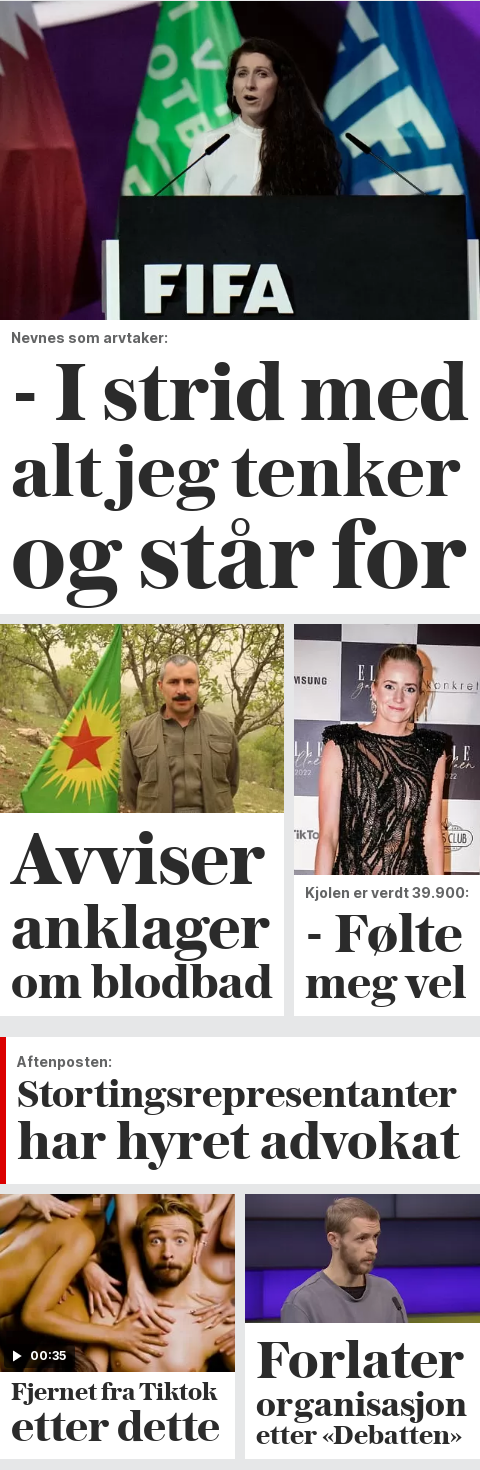 FIFA
Nevnes som arvtaker:
- I strid med
alt jeg tenker
og står for
Avviser
anklager
om blodbad
Kjolen er verdt 39.900:
- Følte
meg vel
Aftenposten:
Stortingsrepresentanter
har hyret advokat
00:35
Fjernet fra Tiktok
etter dette
Forlater
organisasjon
etter «Debatten»